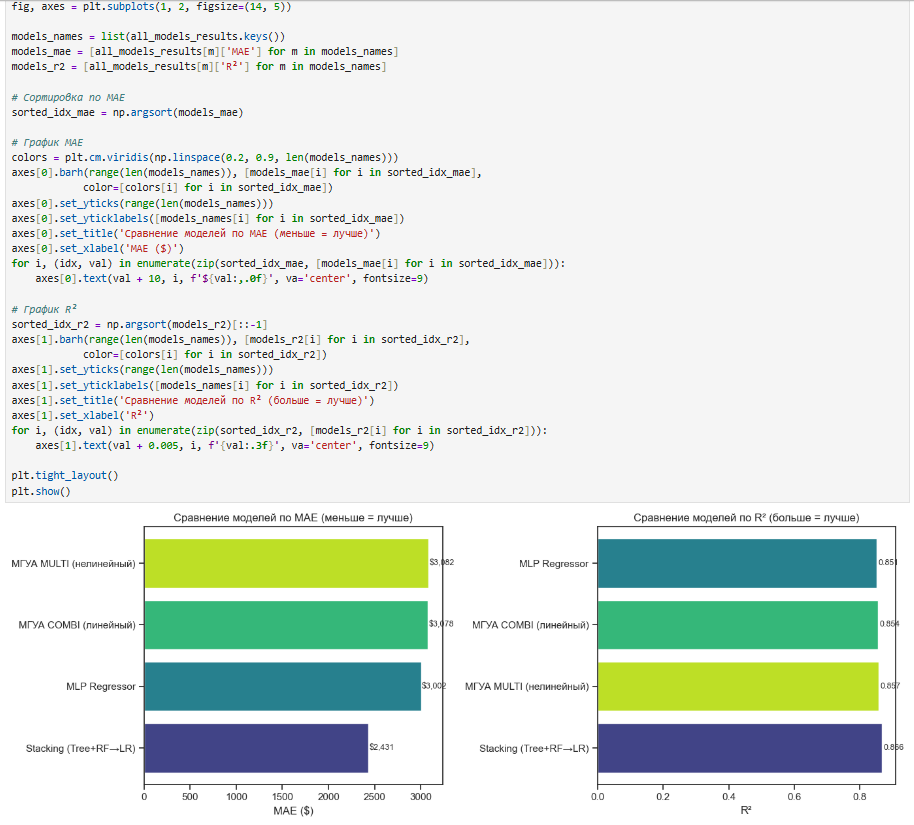 fig, axes = plt.subplots(1, 2, figsize=(14, 5))
models_names = list(all_models_results.keys())
models_mae = [all_models_results[m]['MAE'] for m in models_names]
models_r2 = [all_models_results[m]['R²'] for m in models_names]
# Сортировка по MAE
sorted_idx_mae = np.argsort(models_mae)
# График MAE
colors = plt.cm.viridis(np.linspace(0.2, 0.9, len(models_names)))
axes[0].barh(range(len(models_names)), [models_mae[i] for i in sorted_idx_mae],
color=[colors[i] for i in sorted_idx_mae])
axes[0].set_yticks(range(len(models_names)))
axes[0].set_yticklabels([models_names[i] for i in sorted_idx_mae])
axes[0].set_title('Сравнение моделей по MAE (меньше = лучше)')
axes[0].set_xlabel('MAE ($)')
for i, (idx, val) in enumerate(zip(sorted_idx_mae, [models_mae[i] for i in sorted_idx_mae])):
axes[0].text(val + 10, i, f'${val:,.0f}', va='center', fontsize=9)
# График R²
sorted_idx_r2 = np.argsort(models_r2)[::-1]
axes[1].barh(range(len(models_names)), [models_r2[i] for i in sorted_idx_r2],
color=[colors[i] for i in sorted_idx_r2])
axes[1].set_yticks(range(len(models_names)))
axes[1].set_yticklabels([models_names[i] for i in sorted_idx_r2])
axes[1].set_title('Сравнение моделей по R² (больше = лучше)')
axes[1].set_xlabel('R²')
for i, (idx, val) in enumerate(zip(sorted_idx_r2, [models_r2[i] for i in sorted_idx_r2])):
axes[1].text(val + 0.005, i, f'{val:.3f}', va='center', fontsize=9)
plt.tight_layout()
plt.show()
Сравнение моделей по MAE (меньше = лучше)
МГУА MULTI (нелинейный)
$3,082
МГУА COMBI (линейный)
$3,078
MLP Regressor
$3,002
Stacking (Tree+RF→LR)
$2,431
0 500 1000 1500 2000 2500 3000
MAE ($)
Сравнение моделей по R² (больше = лучше)
MLP Regressor
0.851
МГУА COMBI (линейный)
0.854
МГУА MULTI (нелинейный)
0.857
Stacking (Tree+RF→LR)
0.866
0.0 0.2 0.4 0.6 0.8
R²